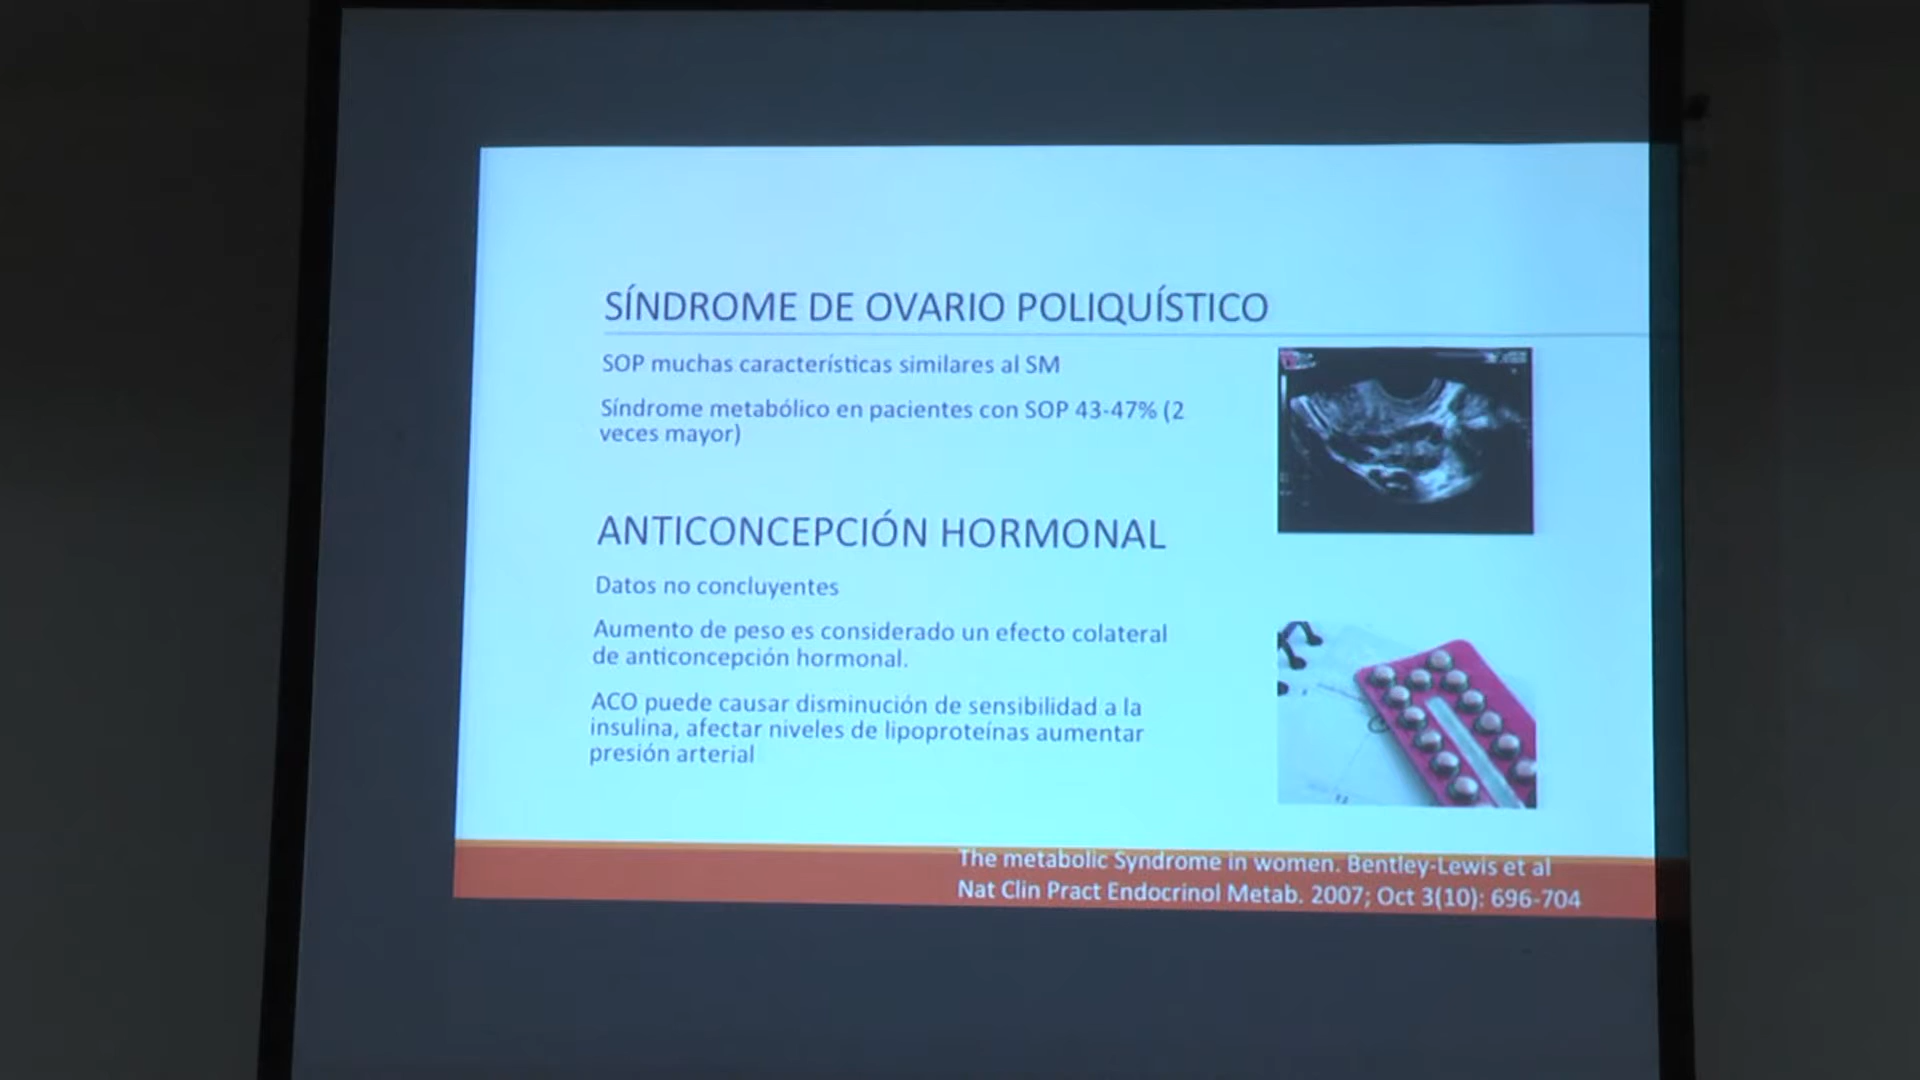 SÍNDROME DE OVARIO POLIQUÍSTICO
SOP muchas características similares al SM
Síndrome metabólico en pacientes con SOP 43-47% (2
veces mayor)
ANTICONCEPCIÓN HORMONAL
Datos no concluyentes
Aumento de peso es considerado un efecto colateral
de anticoncepción hormonal.
ACO puede causar disminución de sensibilidad a la
insulina, afectar niveles de lipoproteínas aumentar
presión arterial
The metabolic Syndrome in women. Bentley-Lewis et al
Nat Clin Pract Endocrinol Metab. 2007; Oct 3(10): 696-704